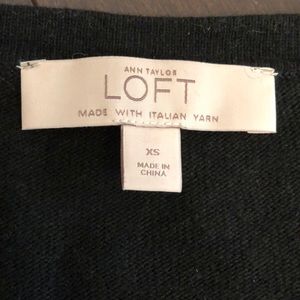 ANN TAYLOR
LOFT
MADE WITH ITALIAN YARN
XS
MADE IN
CHINA